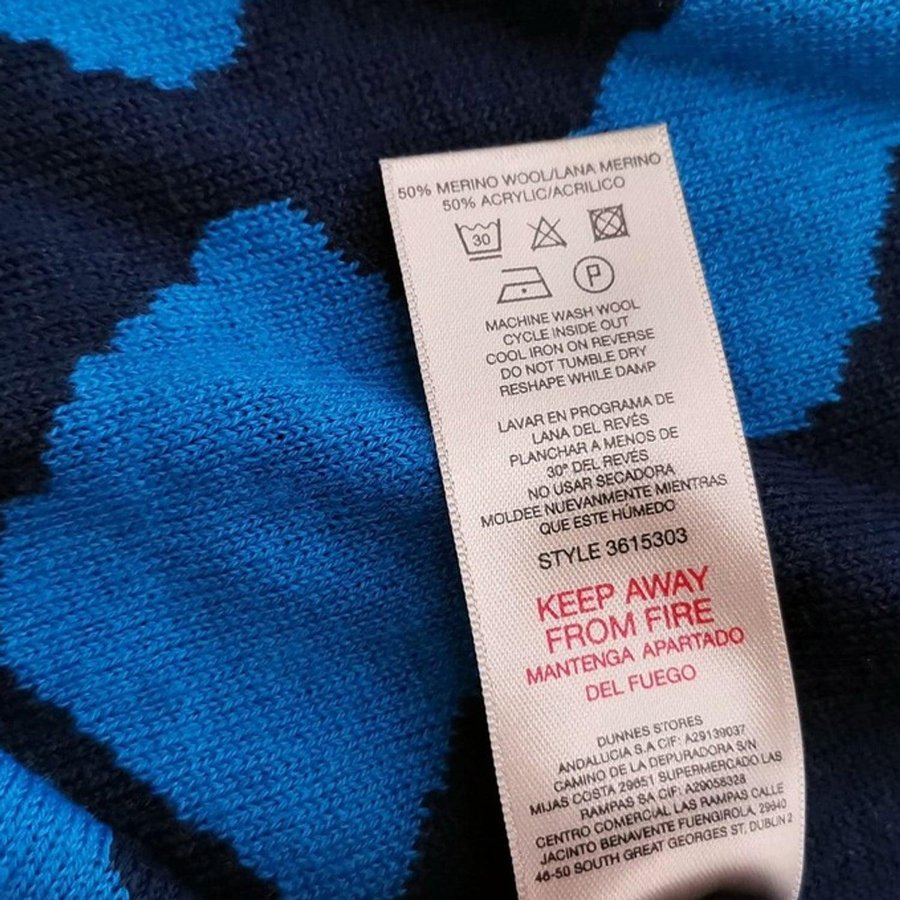 50% MERINO WOOL/LANA MERINO
50% ACRYLIC/ACRILICO
30
P
MACHINE WASH WOOL
CYCLE INSIDE OUT
COOL IRON ON REVERSE
DO NOT TUMBLE DRY
RESHAPE WHILE DAMP
LAVAR EN PROGRAMA DE
LANA DEL REVÉS
PLANCHAR A MENOS DE
30° DEL REVÉS
NO USAR SECADORA
MOLDEE NUEVANMENTE MIENTRAS
QUE ESTE HÚMEDO
STYLE 3615303
KEEP AWAY
FROM FIRE
MANTENGA APARTADO
DEL FUEGO
DUNNES STORES
ANDALUCIA S.A CIF: A29139037
CAMINO DE LA DEPURADORA S/N
MIJAS COSTA 29651 SUPERMERCADO LAS
RAMPAS SA CIF: A29058328
CENTRO COMERCIAL LAS RAMPAS CALLE
JACINTO BENAVENTE FUENGIROLA, 29640
46-50 SOUTH GREAT GEORGES ST, DUBLIN 2